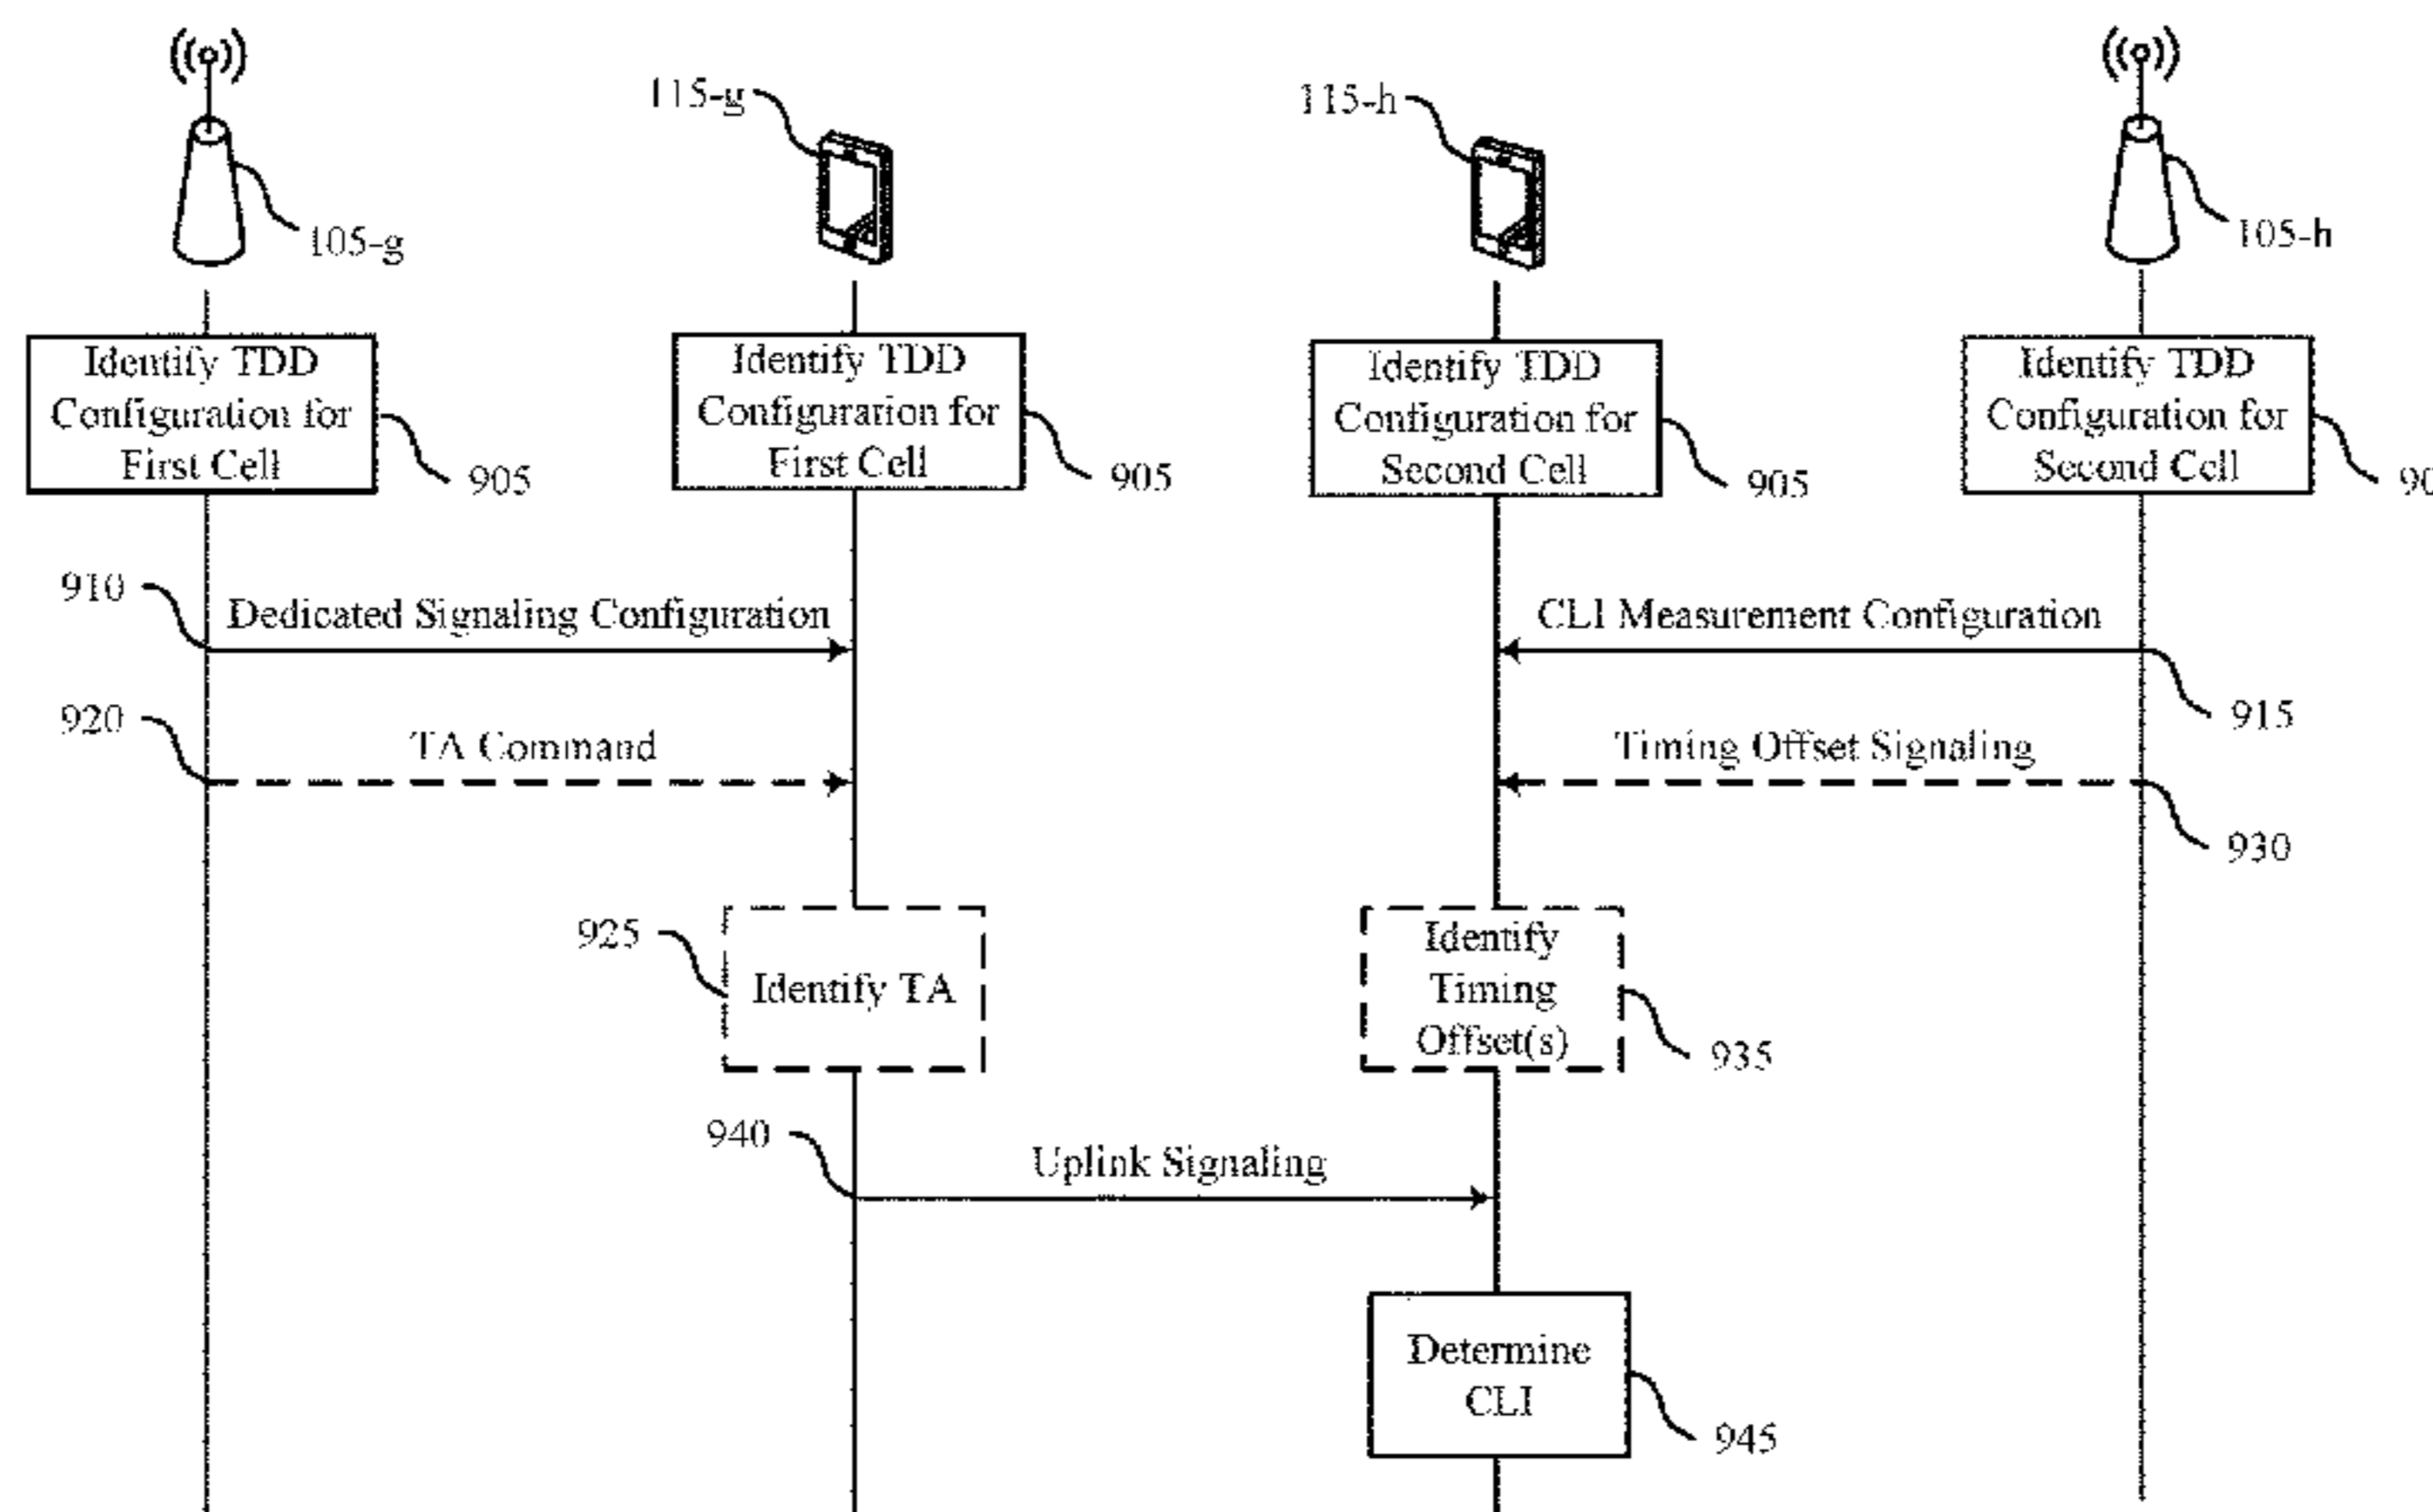 115-g
115-h
105-g
105-h
Identify TDD
Configuration for
First Cell
905
Identify TDD
Configuration for
First Cell
905
Identify TDD
Configuration for
Second Cell
905
Identify TDD
Configuration for
Second Cell
90
910
Dedicated Signaling Configuration
CLI Measurement Configuration
915
920
TA Command
Timing Offset Signaling
930
925
Identify TA
Identify
Timing
Offset(s)
935
940
Uplink Signaling
Determine
CLI
945